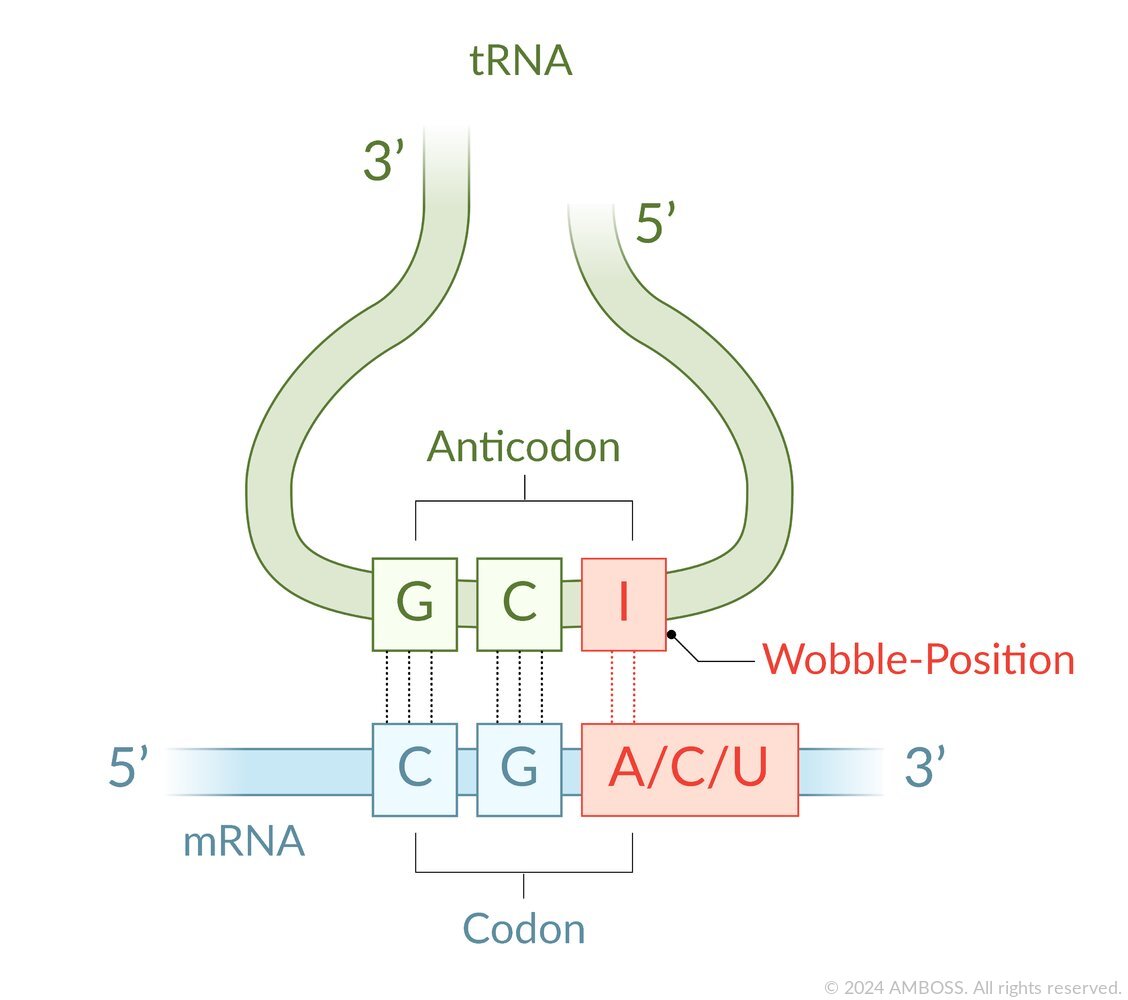 tRNA
3’
5’
Anticodon
G C I
Wobble-Position
5’ C G A/C/U 3’
mRNA
Codon
© 2024 AMBOSS. All rights reserved.